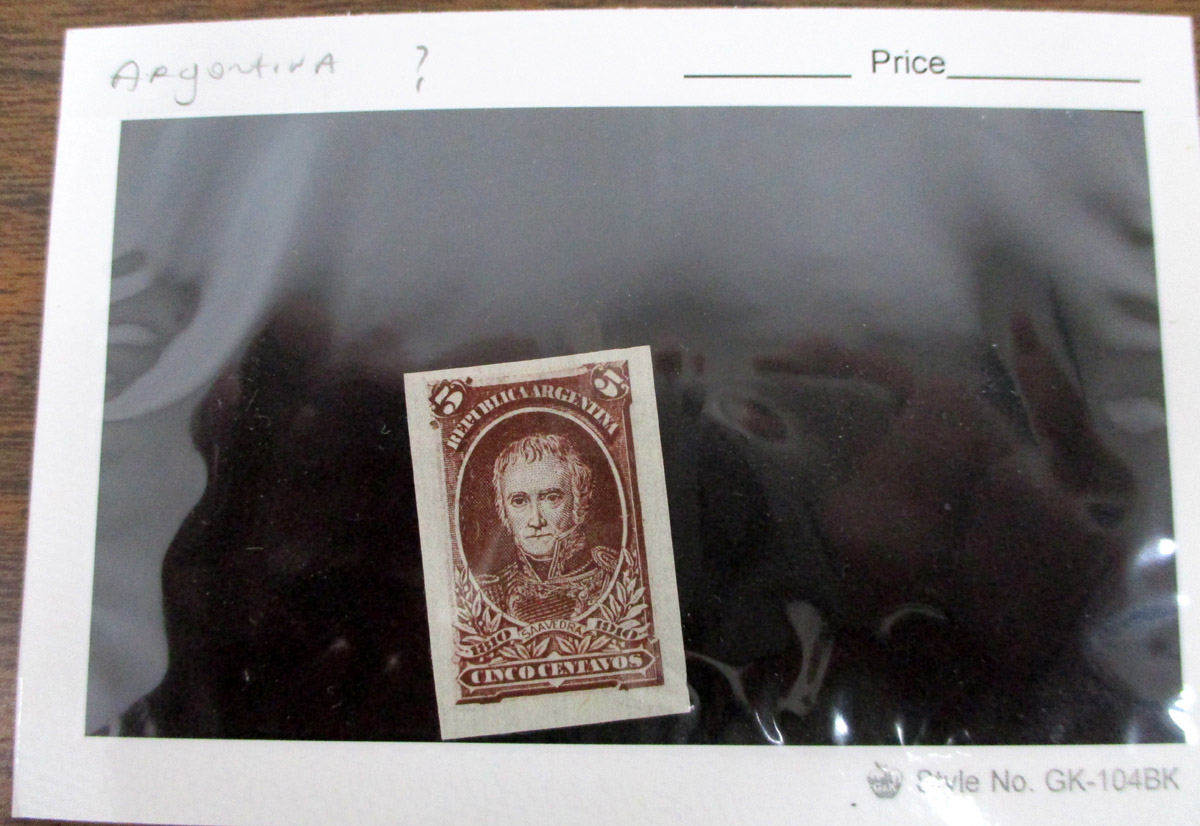 Argentina ?
Price
5 5
REPUBLICA ARGENTINA
1810 SAAVEDRA 1910
CINCO CENTAVOS
Style No. GK-104BK